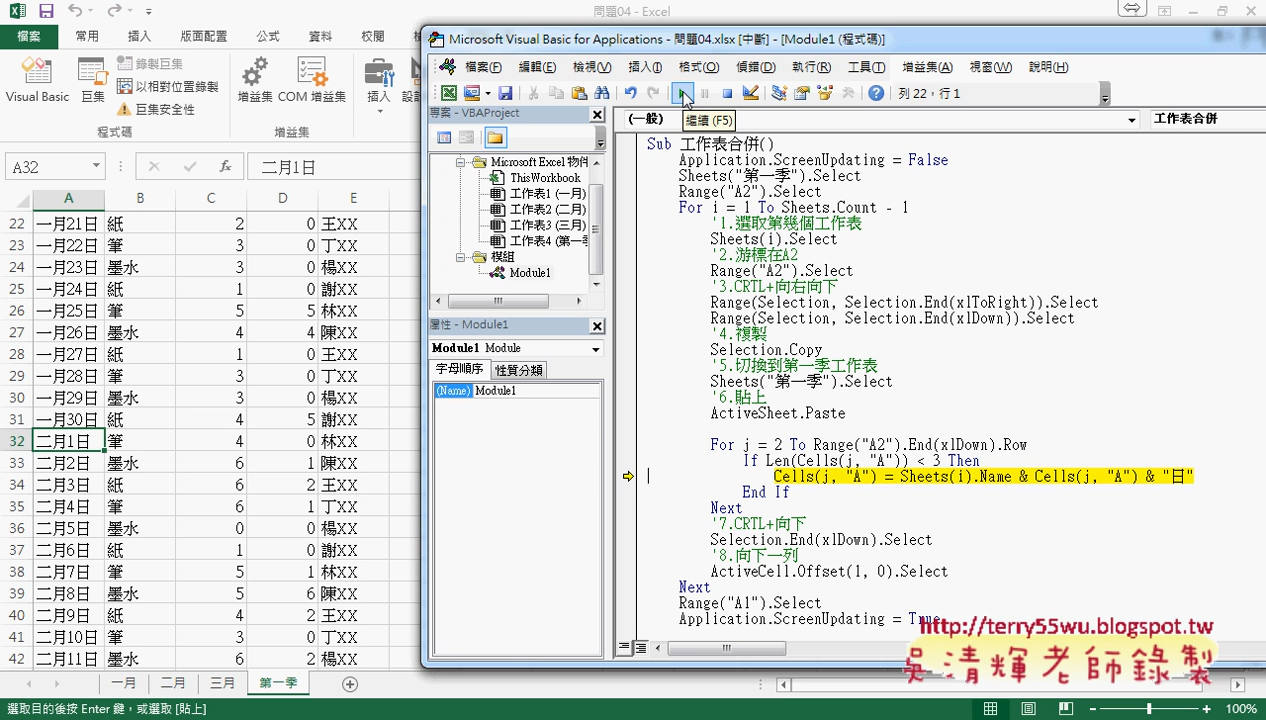 問題04 - Excel
檔案 常用 插入 版面配置 公式 資料 校閱
Visual Basic 巨集 錄製巨集 以相對位置錄製 巨集安全性 增益集 COM 增益集 插入
程式碼 增益集
A32 二月1日
A B C D E
22 一月21日 紙 2 0 王XX
23 一月22日 筆 3 0 丁XX
24 一月23日 墨水 3 0 楊XX
25 一月24日 紙 1 0 謝XX
26 一月25日 筆 5 5 林XX
27 一月26日 墨水 4 4 陳XX
28 一月27日 紙 1 0 王XX
29 一月28日 筆 3 0 丁XX
30 一月29日 墨水 3 0 楊XX
31 一月30日 紙 4 5 謝XX
32 二月1日 筆 4 0 林XX
33 二月2日 墨水 6 1 陳XX
34 二月3日 紙 6 2 王XX
35 二月4日 筆 6 1 丁XX
36 二月5日 墨水 0 0 楊XX
37 二月6日 紙 1 0 謝XX
38 二月7日 筆 5 1 林XX
39 二月8日 墨水 5 6 陳XX
40 二月9日 紙 4 2 王XX
41 二月10日 筆 3 0 丁XX
42 二月11日 墨水 6 2 楊XX
一月 二月 三月 第一季
選取目的後按 Enter 鍵，或選取 [貼上]
100%
Microsoft Visual Basic for Applications - 問題04.xlsx [中斷] - [Module1 (程式碼)]
檔案(F) 編輯(E) 檢視(V) 插入(I) 格式(O) 偵錯(D) 執行(R) 工具(T) 增益集(A) 視窗(W) 說明(H)
列 22，行 1
繼續 (F5)
專案 - VBAProject
Microsoft Excel 物件
ThisWorkbook
工作表1 (一月)
工作表2 (二月)
工作表3 (三月)
工作表4 (第一季
模組
Module1
屬性 - Module1
Module1 Module
字母順序 性質分類
(Name) Module1
(一般) 工作表合併
Sub 工作表合併()
Application.ScreenUpdating = False
Sheets("第一季").Select
Range("A2").Select
For i = 1 To Sheets.Count - 1
'1.選取第幾個工作表
Sheets(i).Select
'2.游標在A2
Range("A2").Select
'3.CRTL+向右向下
Range(Selection, Selection.End(xlToRight)).Select
Range(Selection, Selection.End(xlDown)).Select
'4.複製
Selection.Copy
'5.切換到第一季工作表
Sheets("第一季").Select
'6.貼上
ActiveSheet.Paste
For j = 2 To Range("A2").End(xlDown).Row
If Len(Cells(j, "A")) < 3 Then
Cells(j, "A") = Sheets(i).Name & Cells(j, "A") & "日"
End If
Next
'7.CRTL+向下
Selection.End(xlDown).Select
'8.向下一列
ActiveCell.Offset(1, 0).Select
Next
Range("A1").Select
Application.ScreenUpdating = True
http://terry55wu.blogspot.tw
吳清輝老師錄製